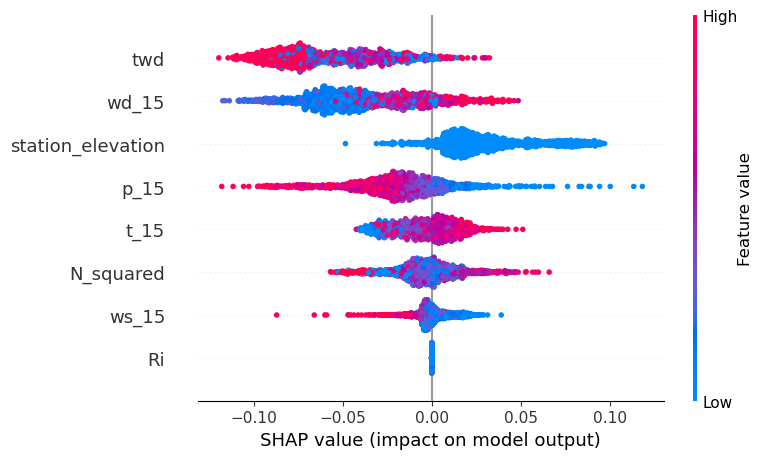 High
twd
wd_15
station_elevation
p_15
t_15
N_squared
ws_15
Ri
Feature value
Low
−0.10 −0.05 0.00 0.05 0.10
SHAP value (impact on model output)